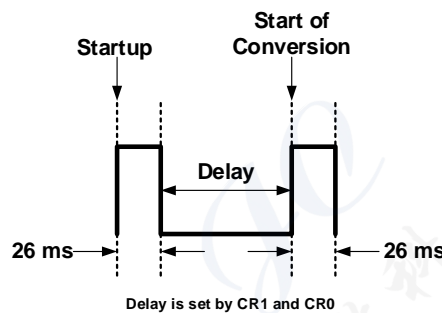 Startup
Start of
Conversion
Delay
26 ms
26 ms
Delay is set by CR1 and CR0